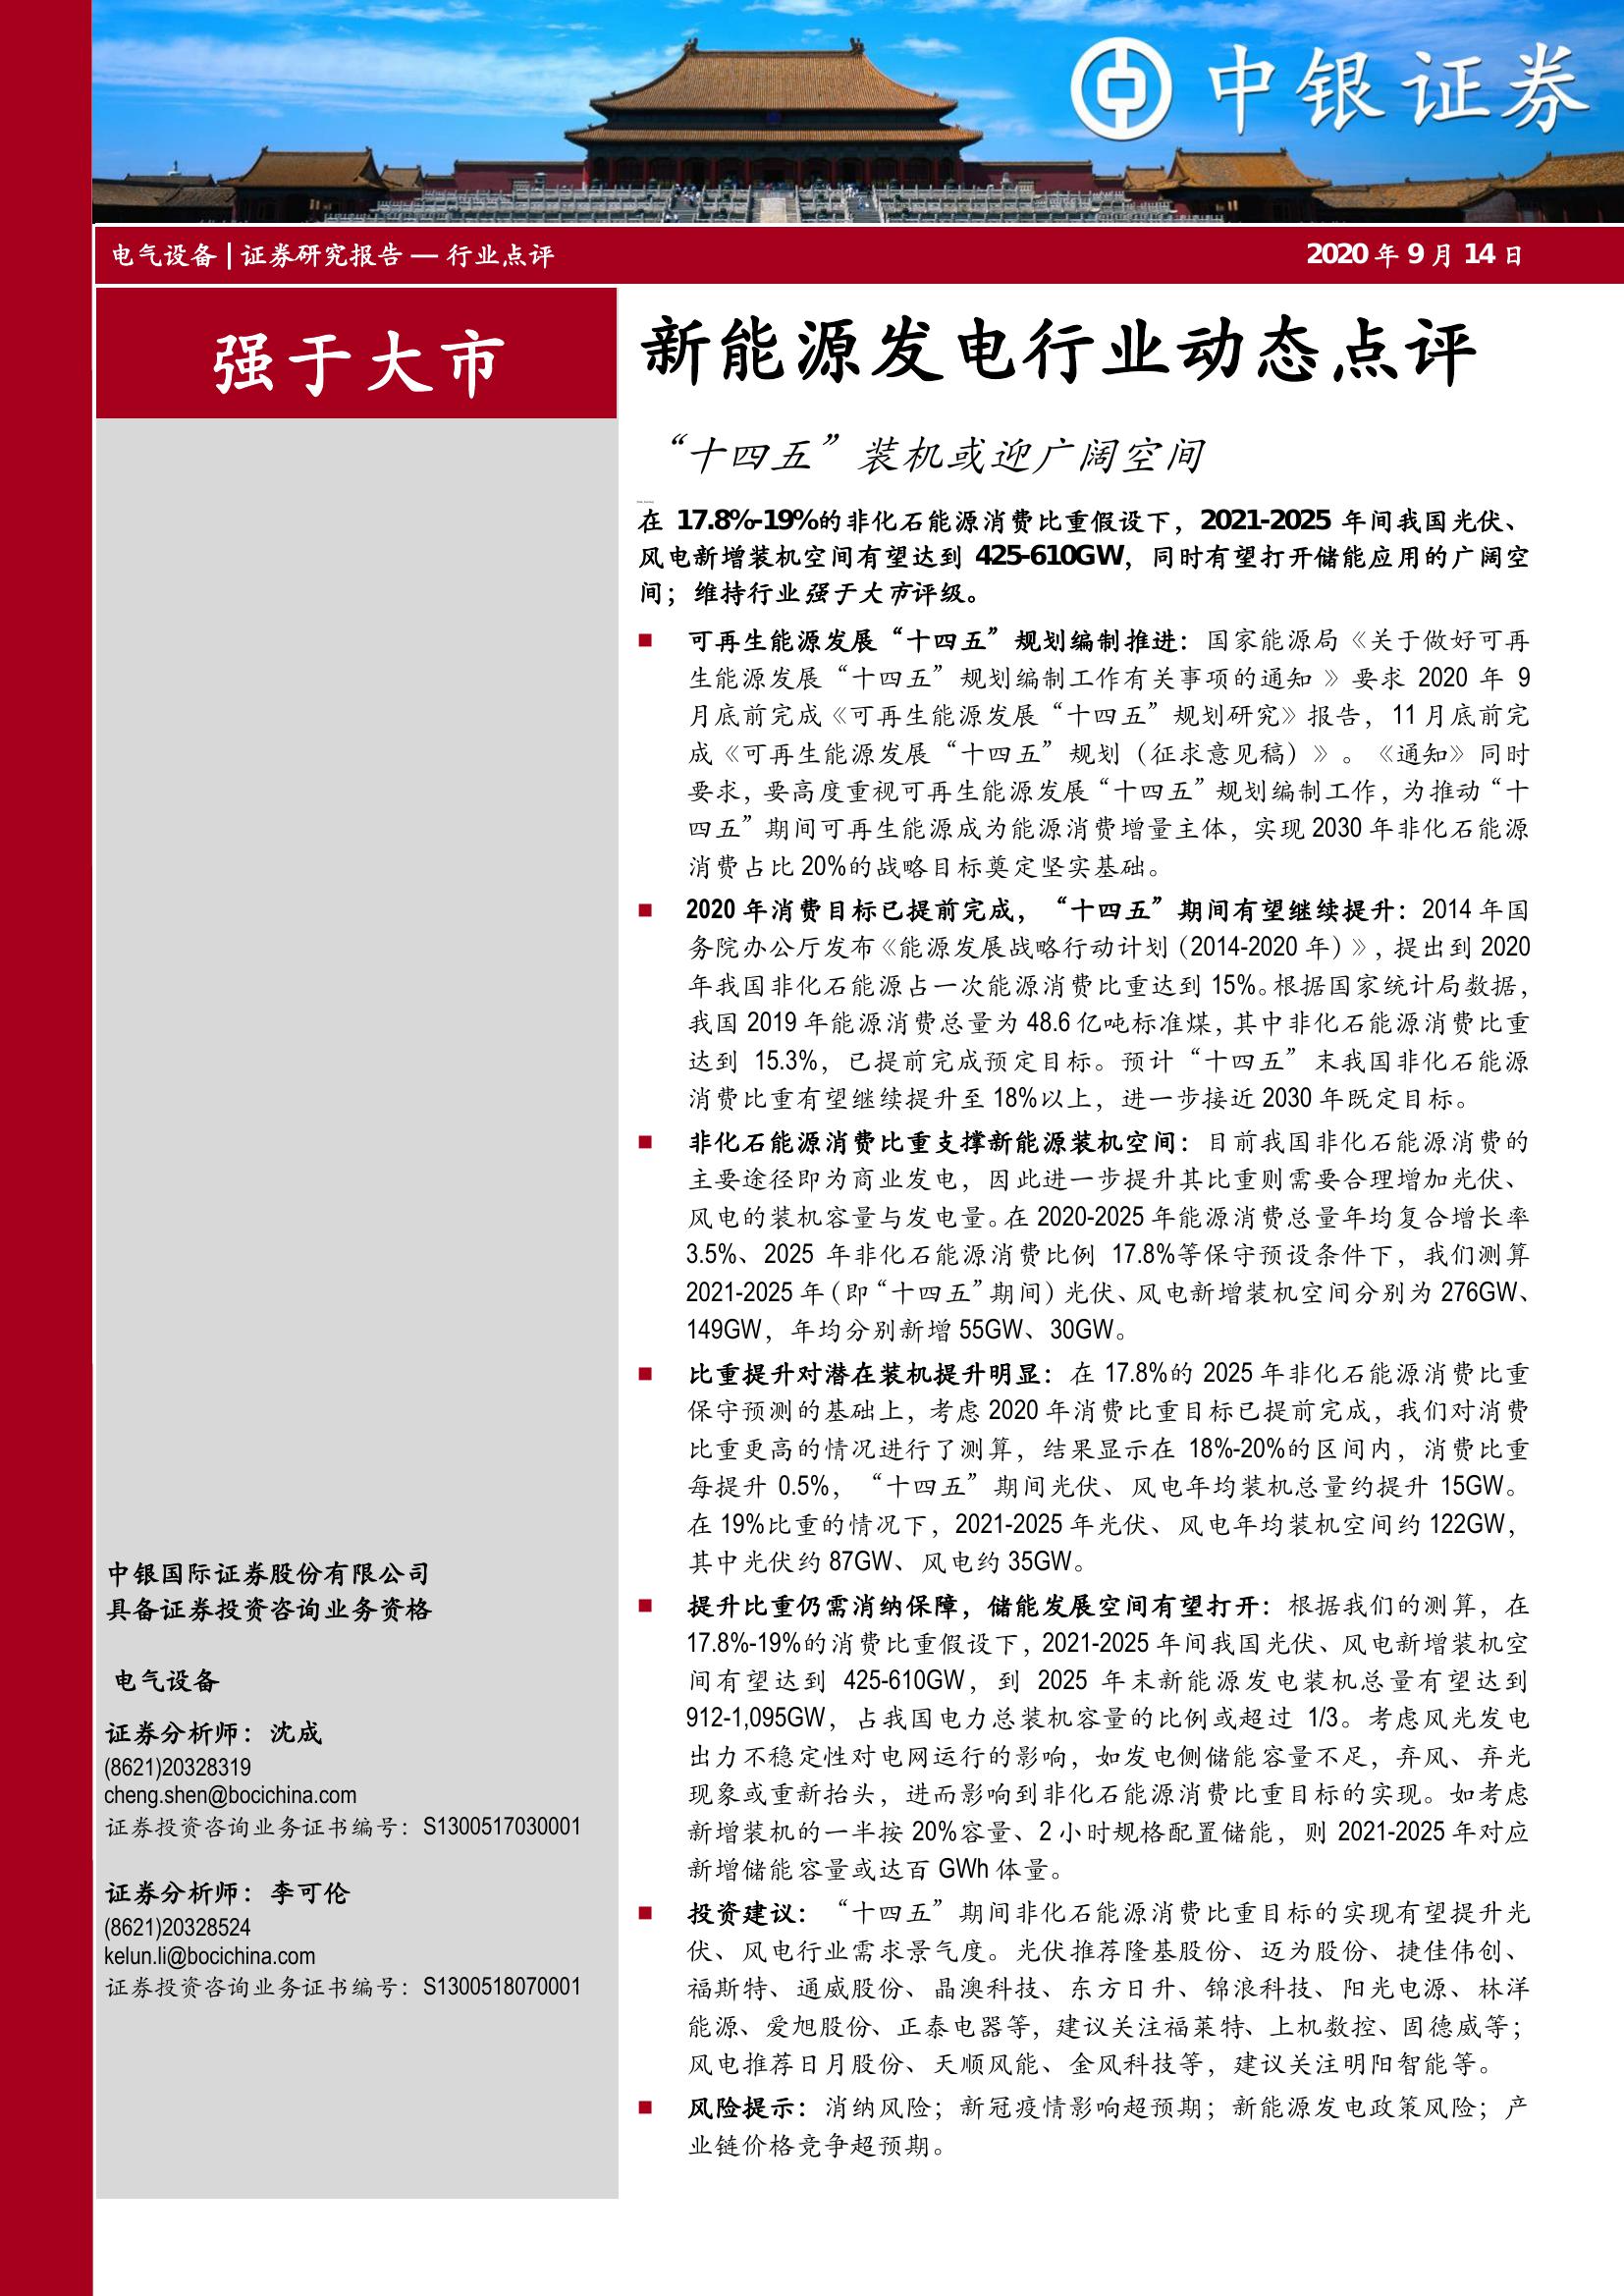 中银证券
电气设备 | 证券研究报告 — 行业点评
2020 年 9 月 14 日
强于大市
新能源发电行业动态点评
“十四五”装机或迎广阔空间
在 17.8%-19%的非化石能源消费比重假设下，2021-2025 年间我国光伏、
风电新增装机空间有望达到 425-610GW，同时有望打开储能应用的广阔空
间；维持行业强于大市评级。
■ 可再生能源发展“十四五”规划编制推进：国家能源局《关于做好可再
生能源发展“十四五”规划编制工作有关事项的通知 》要求 2020 年 9
月底前完成《可再生能源发展“十四五”规划研究》报告，11 月底前完
成《可再生能源发展“十四五”规划（征求意见稿）》。《通知》同时
要求，要高度重视可再生能源发展“十四五”规划编制工作，为推动“十
四五”期间可再生能源成为能源消费增量主体，实现 2030 年非化石能源
消费占比 20%的战略目标奠定坚实基础。
■ 2020 年消费目标已提前完成，“十四五”期间有望继续提升：2014 年国
务院办公厅发布《能源发展战略行动计划（2014-2020 年）》，提出到 2020
年我国非化石能源占一次能源消费比重达到 15%。根据国家统计局数据，
我国 2019 年能源消费总量为 48.6 亿吨标准煤，其中非化石能源消费比重
达到 15.3%，已提前完成预定目标。预计“十四五”末我国非化石能源
消费比重有望继续提升至 18%以上，进一步接近 2030 年既定目标。
■ 非化石能源消费比重支撑新能源装机空间：目前我国非化石能源消费的
主要途径即为商业发电，因此进一步提升其比重则需要合理增加光伏、
风电的装机容量与发电量。在 2020-2025 年能源消费总量年均复合增长率
3.5%、2025 年非化石能源消费比例 17.8%等保守预设条件下，我们测算
2021-2025 年（即“十四五”期间）光伏、风电新增装机空间分别为 276GW、
149GW，年均分别新增 55GW、30GW。
■ 比重提升对潜在装机提升明显：在 17.8%的 2025 年非化石能源消费比重
保守预测的基础上，考虑 2020 年消费比重目标已提前完成，我们对消费
比重更高的情况进行了测算，结果显示在 18%-20%的区间内，消费比重
每提升 0.5%，“十四五”期间光伏、风电年均装机总量约提升 15GW。
在 19%比重的情况下，2021-2025 年光伏、风电年均装机空间约 122GW，
其中光伏约 87GW、风电约 35GW。
■ 提升比重仍需消纳保障，储能发展空间有望打开：根据我们的测算，在
17.8%-19%的消费比重假设下，2021-2025 年间我国光伏、风电新增装机空
间有望达到 425-610GW，到 2025 年末新能源发电装机总量有望达到
912-1,095GW，占我国电力总装机容量的比例或超过 1/3。考虑风光发电
出力不稳定性对电网运行的影响，如发电侧储能容量不足，弃风、弃光
现象或重新抬头，进而影响到非化石能源消费比重目标的实现。如考虑
新增装机的一半按 20%容量、2 小时规格配置储能，则 2021-2025 年对应
新增储能容量或达百 GWh 体量。
■ 投资建议：“十四五”期间非化石能源消费比重目标的实现有望提升光
伏、风电行业需求景气度。光伏推荐隆基股份、迈为股份、捷佳伟创、
福斯特、通威股份、晶澳科技、东方日升、锦浪科技、阳光电源、林洋
能源、爱旭股份、正泰电器等，建议关注福莱特、上机数控、固德威等；
风电推荐日月股份、天顺风能、金风科技等，建议关注明阳智能等。
■ 风险提示：消纳风险；新冠疫情影响超预期；新能源发电政策风险；产
业链价格竞争超预期。
中银国际证券股份有限公司
具备证券投资咨询业务资格
电气设备
证券分析师：沈成
(8621)20328319
cheng.shen@bocichina.com
证券投资咨询业务证书编号：S1300517030001
证券分析师：李可伦
(8621)20328524
kelun.li@bocichina.com
证券投资咨询业务证书编号：S1300518070001